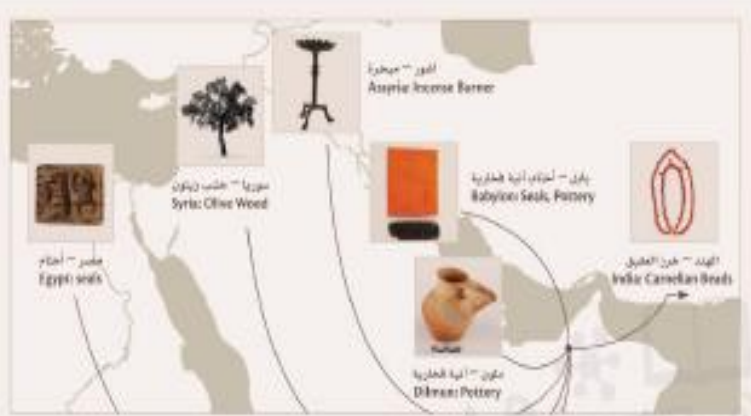 آشور – مبخرة
Assyria: Incense Burner
سوريا – خشب زيتون
Syria: Olive Wood
بابل – أختام، آنية فخارية
Babylon: Seals, Pottery
مصر – أختام
Egypt: seals
الهند – خرز العقيق
India: Carnelian Beads
آنية فخارية –
Dilmun: Pottery